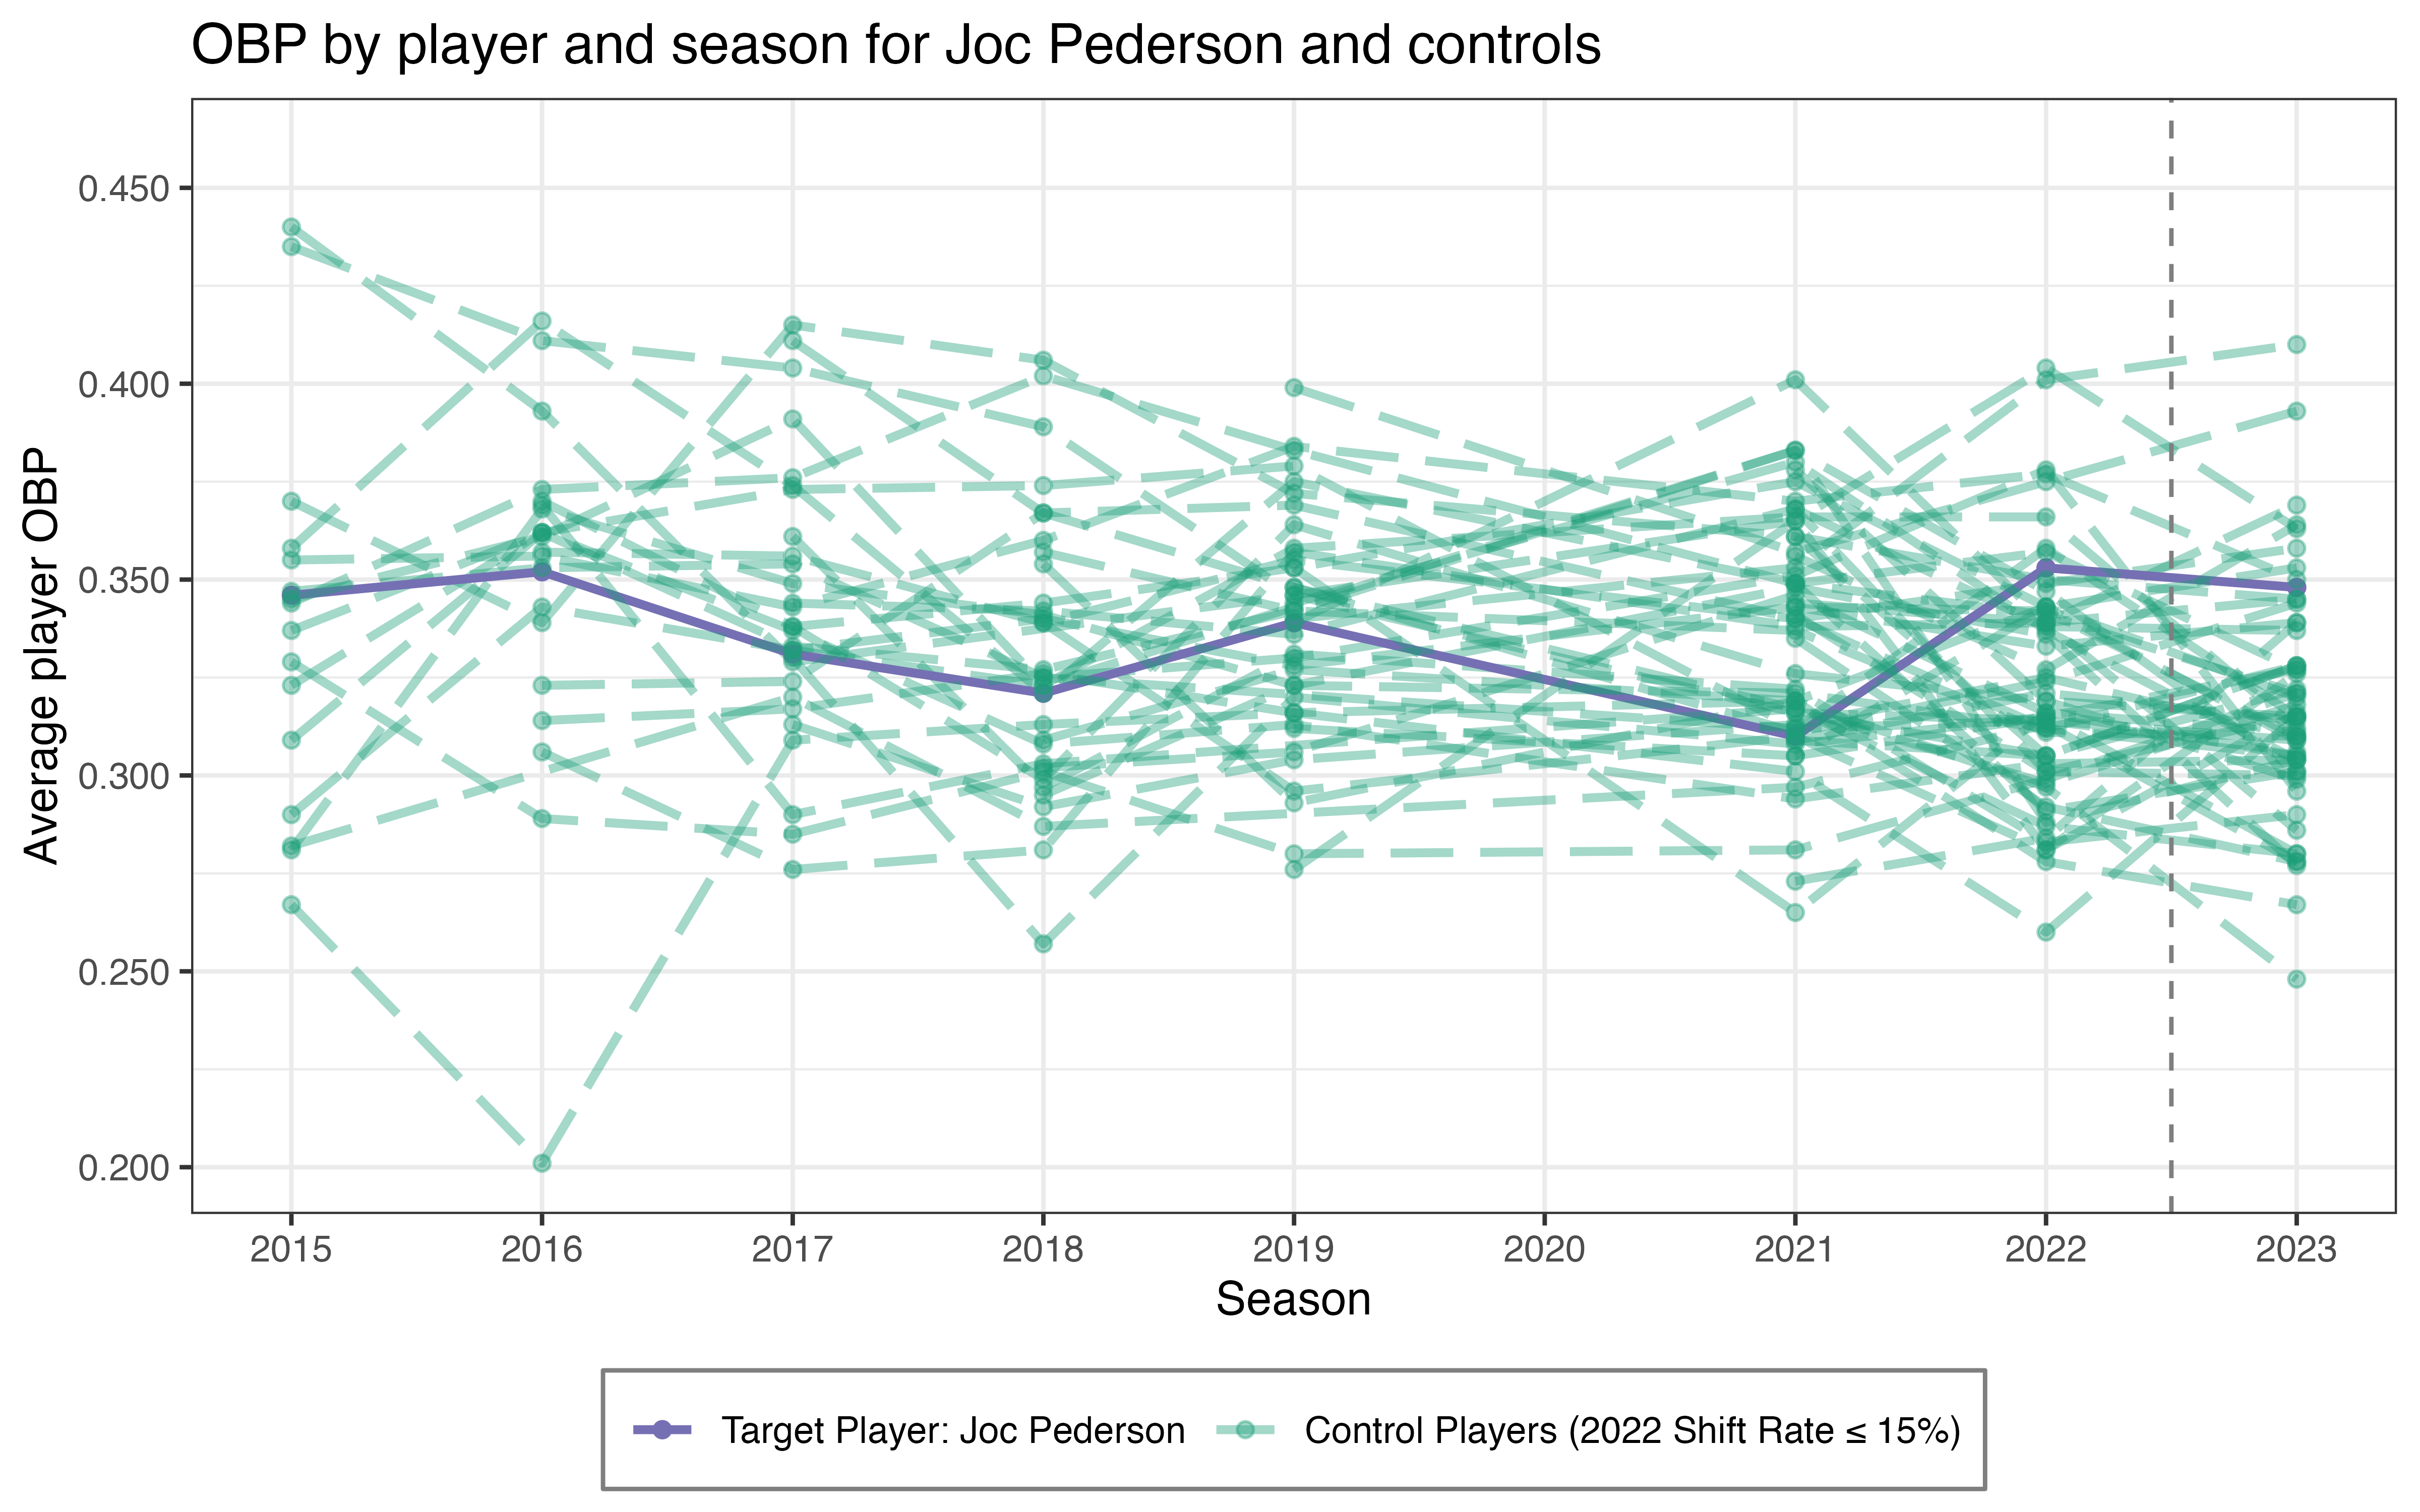 OBP by player and season for Joc Pederson and controls
Average player OBP
0.450
0.400
0.350
0.300
0.250
0.200
2015 2016 2017 2018 2019 2020 2021 2022 2023
Season
Target Player: Joc Pederson Control Players (2022 Shift Rate ≤ 15%)